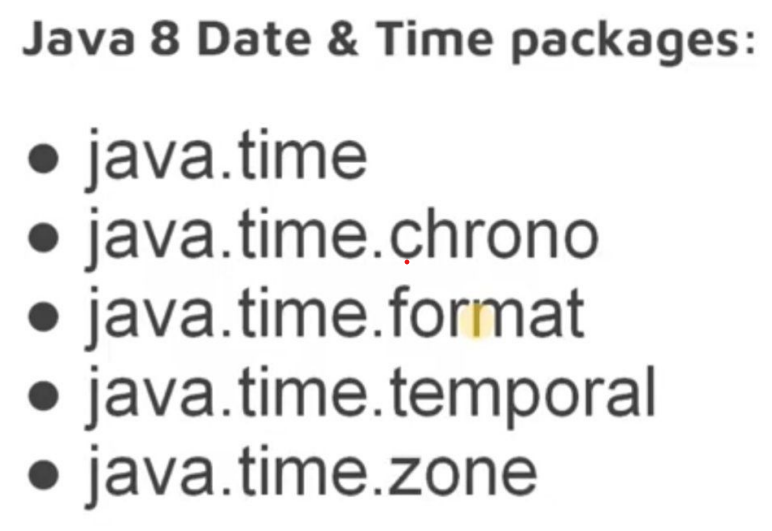 Java 8 Date & Time packages:
• java.time
• java.time.chrono
• java.time.format
• java.time.temporal
• java.time.zone